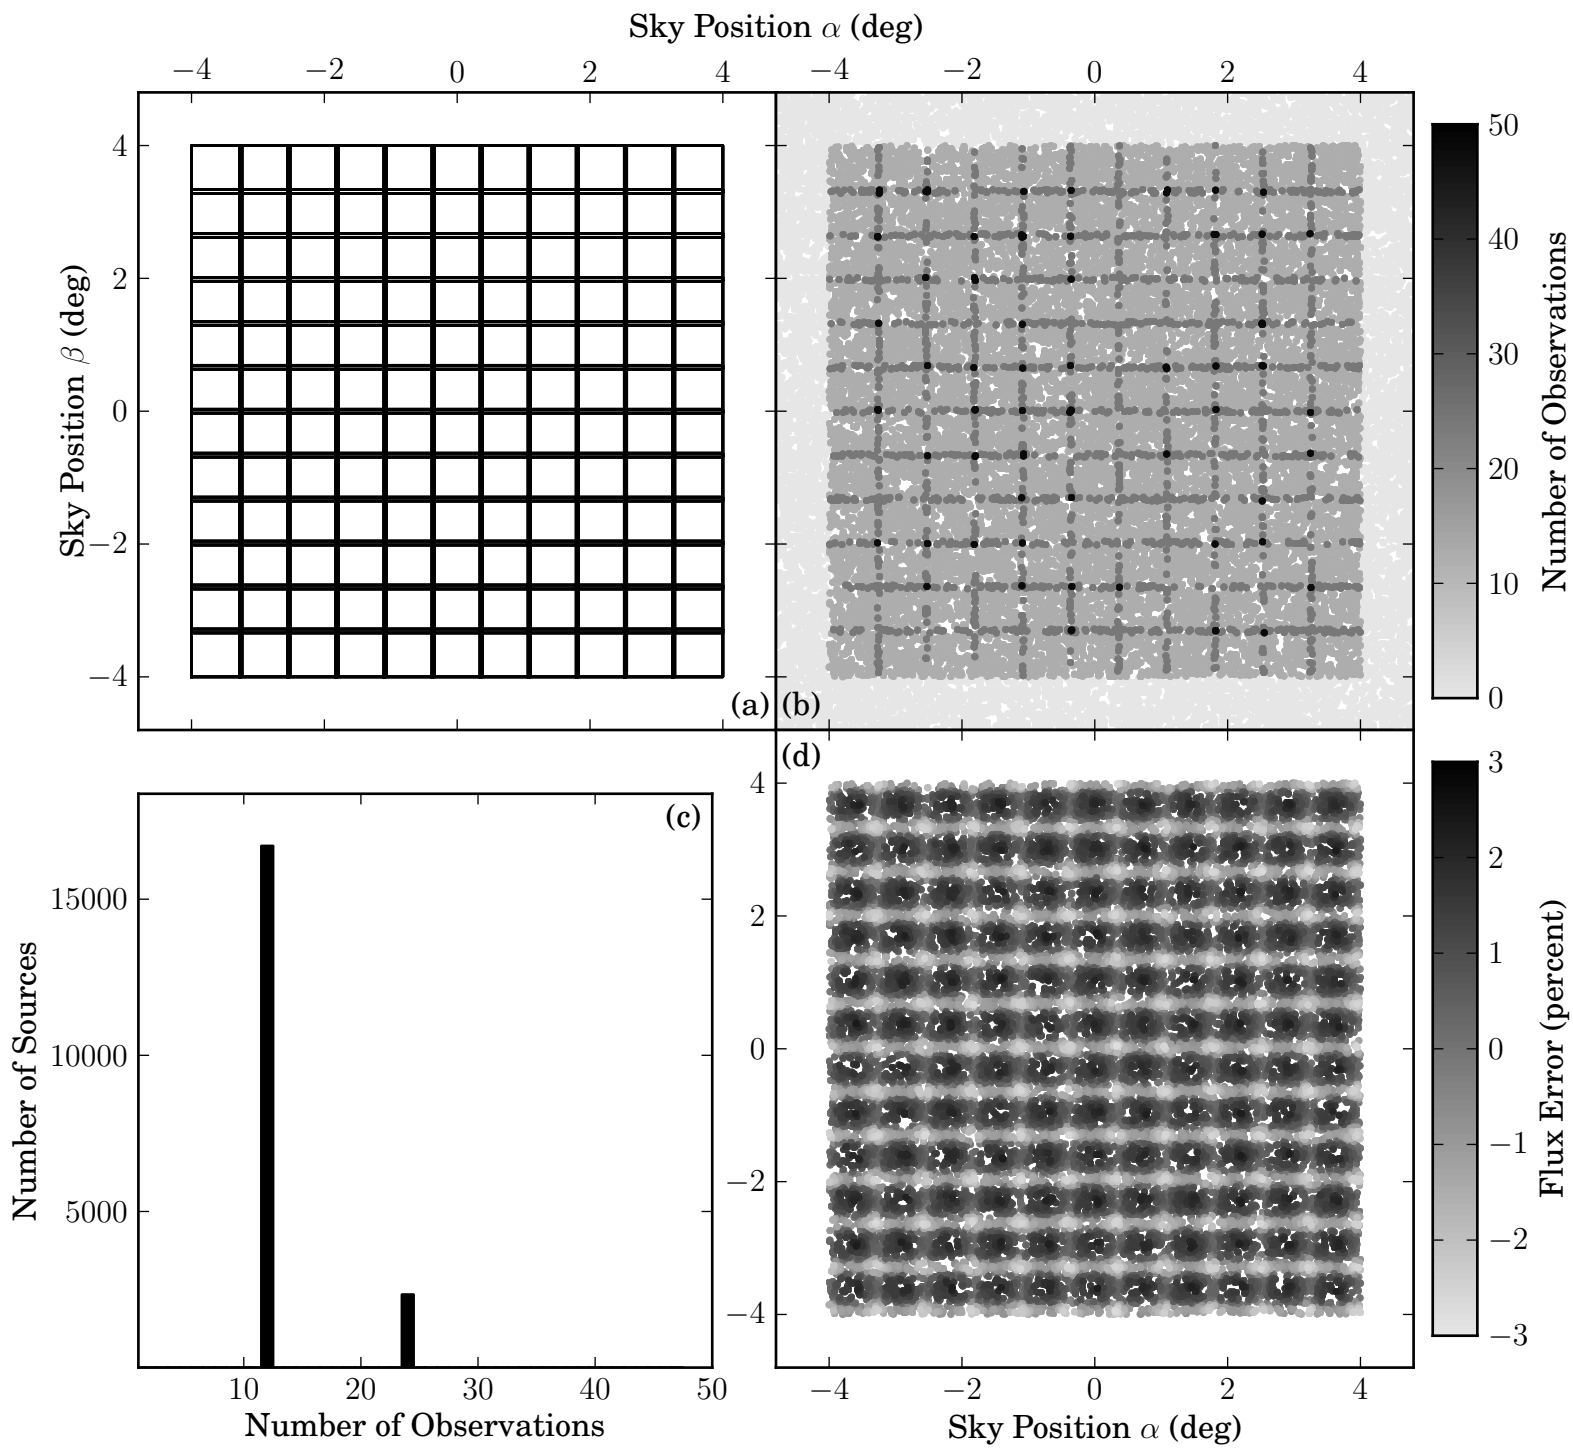 Sky Position α (deg)
−4 −2 0 2 4 −4 −2 0 2 4
4
2
0
−2
−4
Sky Position β (deg)
(a) (b)
50
40
30
20
10
0
Number of Observations
(c)
15000
10000
5000
Number of Sources
10 20 30 40 50
Number of Observations
(d)
4
2
0
−2
−4
−4 −2 0 2 4
Sky Position α (deg)
3
2
1
0
−1
−2
−3
Flux Error (percent)